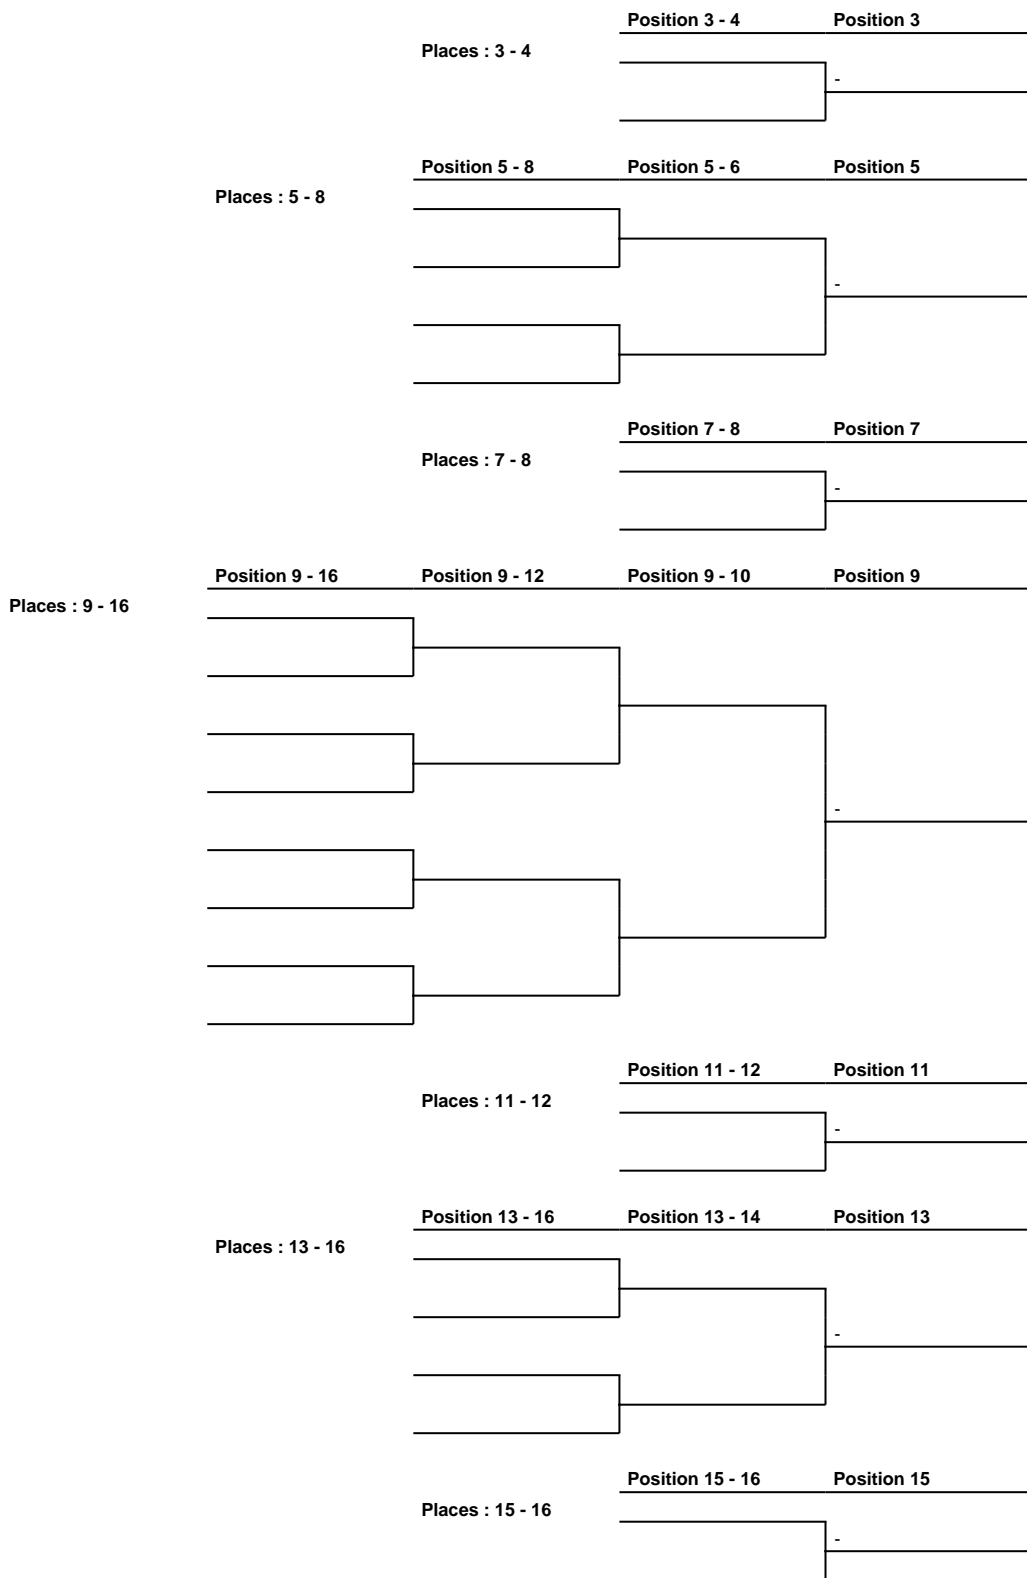 Position 3 - 4 Position 3
Places : 3 - 4
-
Position 5 - 8 Position 5 - 6 Position 5
Places : 5 - 8
-
Position 7 - 8 Position 7
Places : 7 - 8
-
Position 9 - 16 Position 9 - 12 Position 9 - 10 Position 9
Places : 9 - 16
-
Position 11 - 12 Position 11
Places : 11 - 12
-
Position 13 - 16 Position 13 - 14 Position 13
Places : 13 - 16
-
Position 15 - 16 Position 15
Places : 15 - 16
-